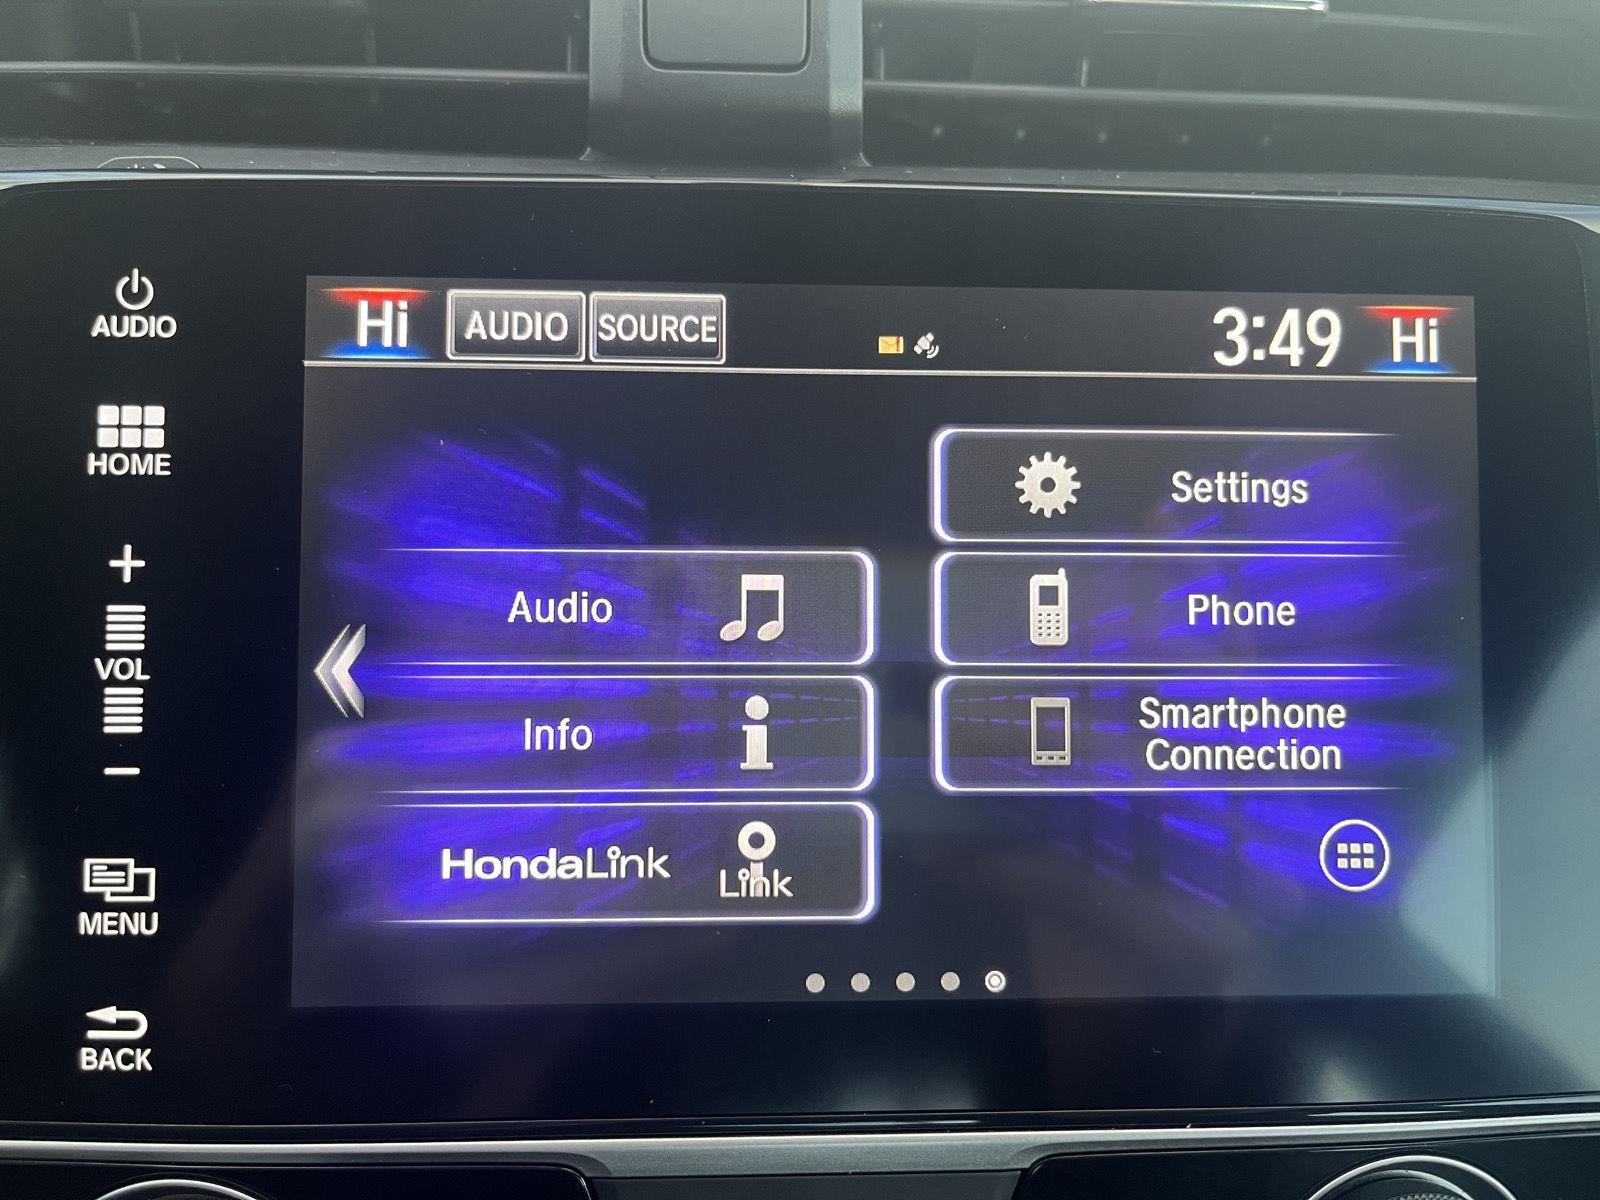 AUDIO
HOME
VOL
MENU
BACK
Hi AUDIO SOURCE 3:49 Hi
Settings
Audio
Phone
Info
Smartphone
Connection
HondaLink
Link